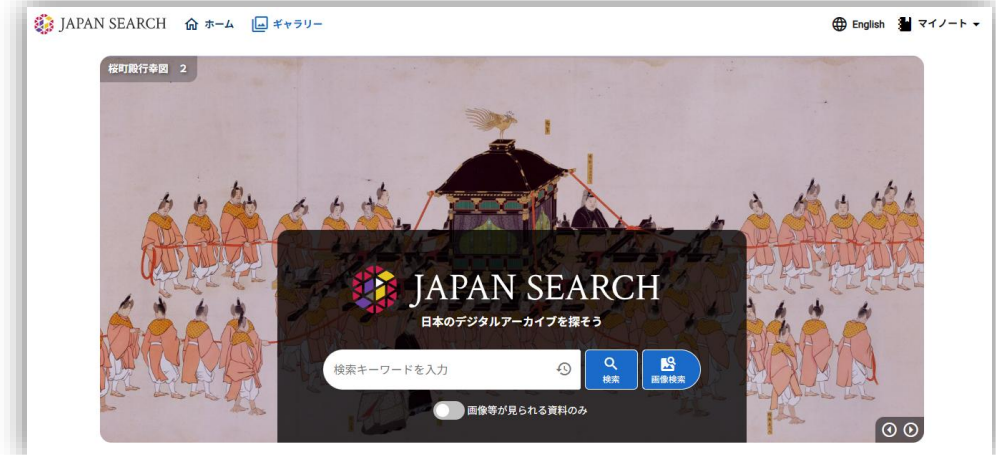 JAPAN SEARCH ホーム ギャラリー English マイノート
桜町殿行幸図 2
JAPAN SEARCH
日本のデジタルアーカイブを探そう
検索キーワードを入力 検索 画像検索
画像等が見られる資料のみ